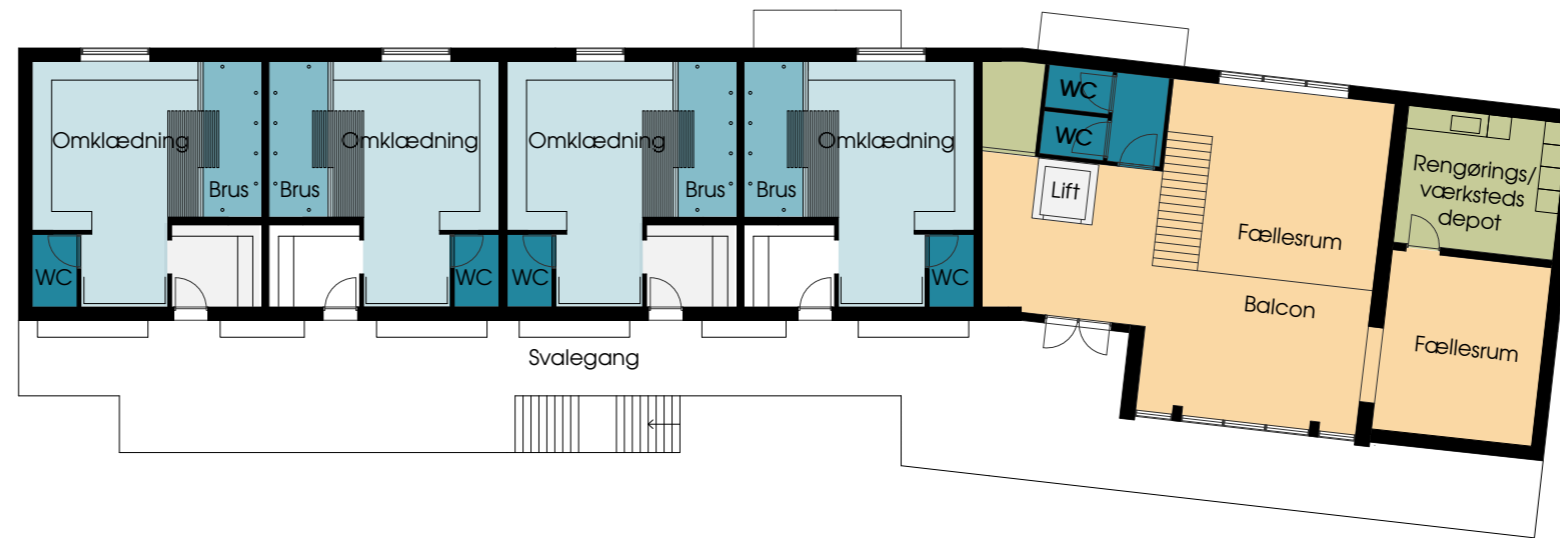 WC
WC
Omklædning
Omklædning
Omklædning
Omklædning
Brus
Brus
Brus
Brus
Lift
Rengørings/
værksteds
depot
Fællesrum
WC
WC
WC
WC
Balcon
Fællesrum
Svalegang